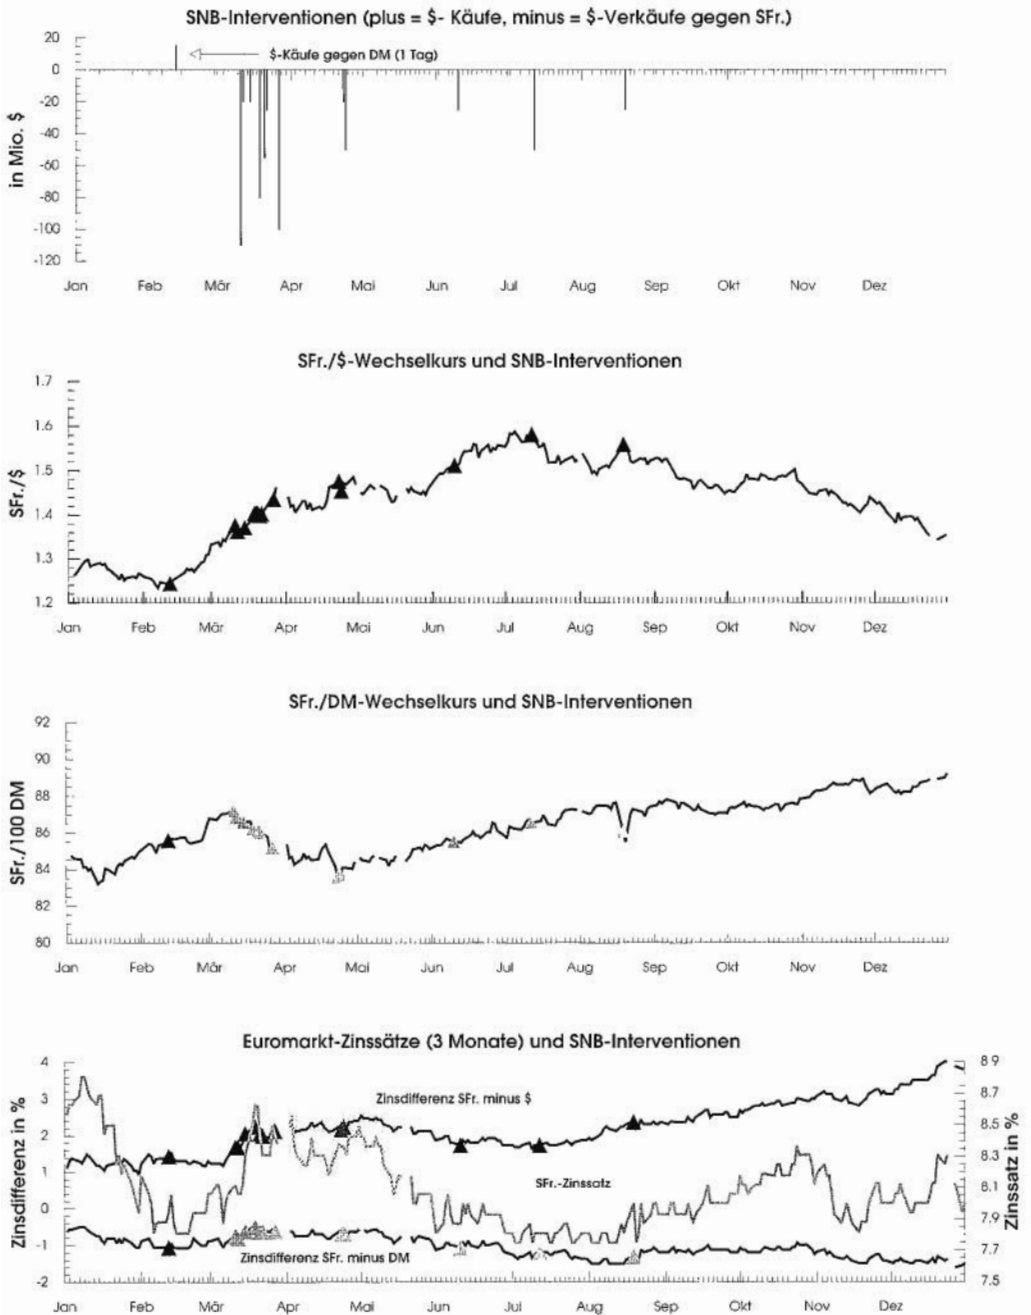 SNB-Interventionen (plus = $- Käufe, minus = $-Verkäufe gegen SFr.)
$-Käufe gegen DM (1 Tag)
in Mio. $
20
0
-20
-40
-60
-80
-100
-120
Jan Feb Mär Apr Mai Jun Jul Aug Sep Okt Nov Dez
SFr./$-Wechselkurs und SNB-Interventionen
SFr./$
1.7
1.6
1.5
1.4
1.3
1.2
Jan Feb Mär Apr Mai Jun Jul Aug Sep Okt Nov Dez
SFr./DM-Wechselkurs und SNB-Interventionen
SFr./100 DM
92
90
88
86
84
82
80
Jan Feb Mär Apr Mai Jun Jul Aug Sep Okt Nov Dez
Euromarkt-Zinssätze (3 Monate) und SNB-Interventionen
Zinsdifferenz in %
4
3
2
1
0
-1
-2
Zinsdifferenz SFr. minus $
SFr.-Zinssatz
Zinsdifferenz SFr. minus DM
8.9
8.7
8.5
8.3
8.1
7.9
7.7
7.5
Zinssatz in %
Jan Feb Mär Apr Mai Jun Jul Aug Sep Okt Nov Dez